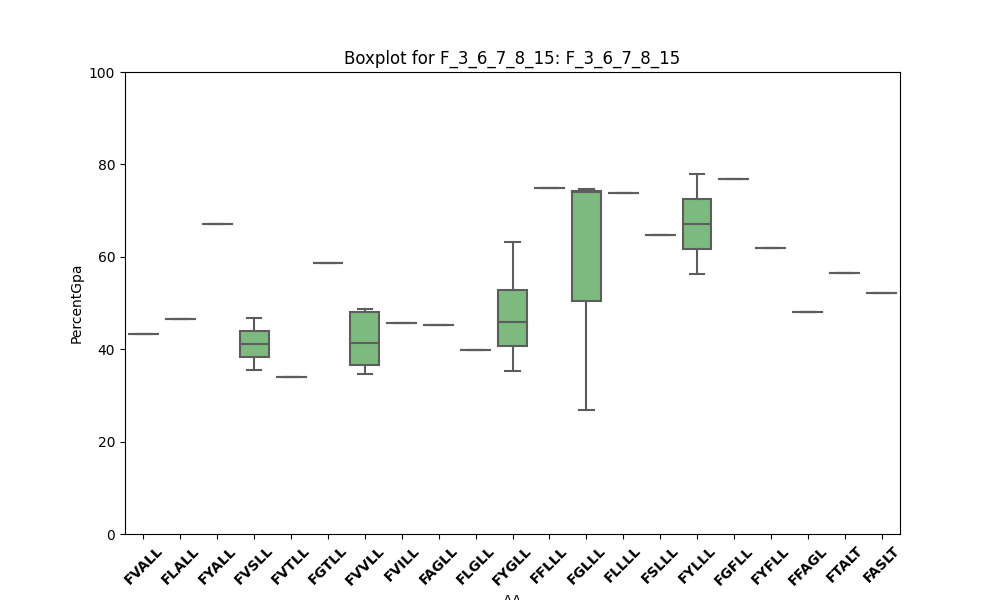 Boxplot for F_3_6_7_8_15: F_3_6_7_8_15
100
80
60
40
20
0
PercentGpa
FVALL FLALL FYALL FVSLL FVTLL FGTLL FVVLL FVILL FAGLL FLGLL FYGLL FFLLL FGLLL FLLLL FSLLL FYLLL FGFLL FYFLL FFAGL FTALT FASLT
AA